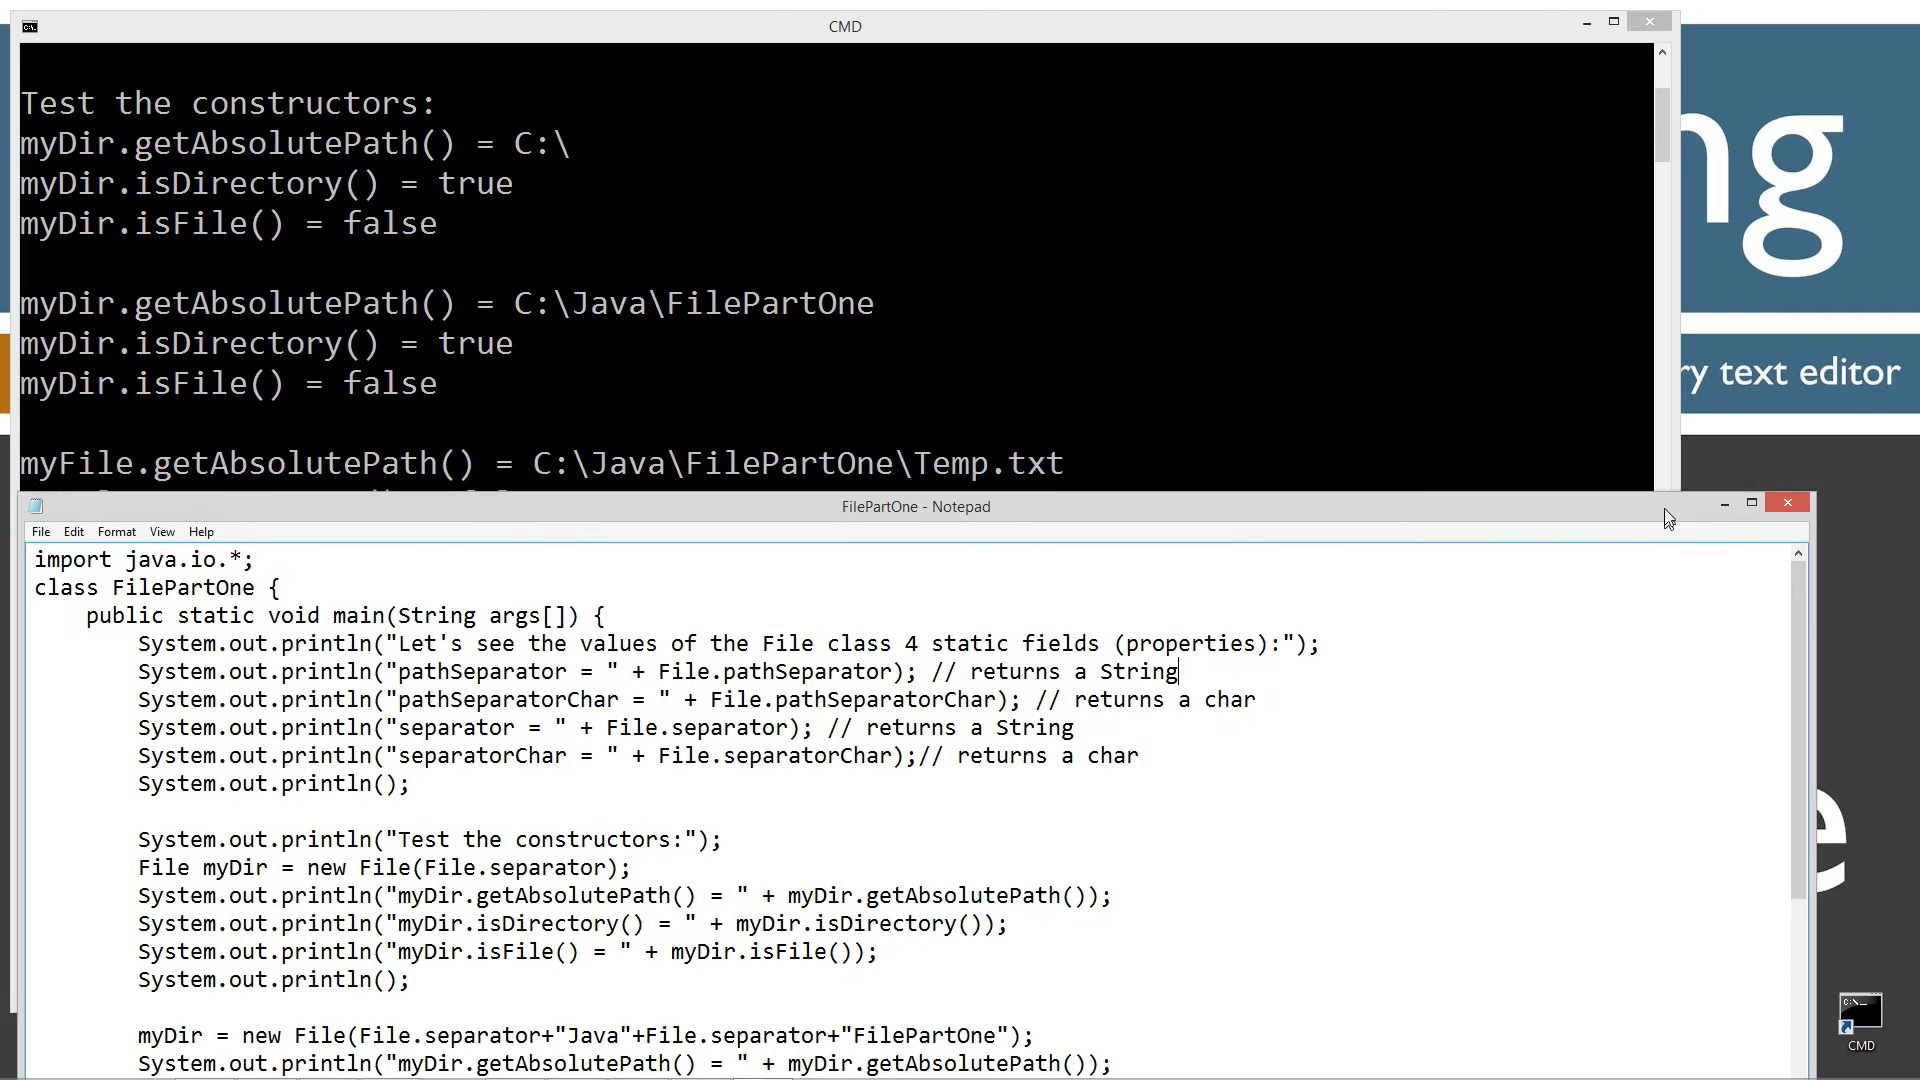 CMD
Test the constructors:
myDir.getAbsolutePath() = C:\
myDir.isDirectory() = true
myDir.isFile() = false
myDir.getAbsolutePath() = C:\Java\FilePartOne
myDir.isDirectory() = true
myDir.isFile() = false
myFile.getAbsolutePath() = C:\Java\FilePartOne\Temp.txt
ng
ry text editor
FilePartOne - Notepad
File Edit Format View Help
import java.io.*;
class FilePartOne {
public static void main(String args[]) {
System.out.println("Let's see the values of the File class 4 static fields (properties):");
System.out.println("pathSeparator = " + File.pathSeparator); // returns a String
System.out.println("pathSeparatorChar = " + File.pathSeparatorChar); // returns a char
System.out.println("separator = " + File.separator); // returns a String
System.out.println("separatorChar = " + File.separatorChar);// returns a char
System.out.println();
System.out.println("Test the constructors:");
File myDir = new File(File.separator);
System.out.println("myDir.getAbsolutePath() = " + myDir.getAbsolutePath());
System.out.println("myDir.isDirectory() = " + myDir.isDirectory());
System.out.println("myDir.isFile() = " + myDir.isFile());
System.out.println();
myDir = new File(File.separator+"Java"+File.separator+"FilePartOne");
System.out.println("myDir.getAbsolutePath() = " + myDir.getAbsolutePath());
e
CMD